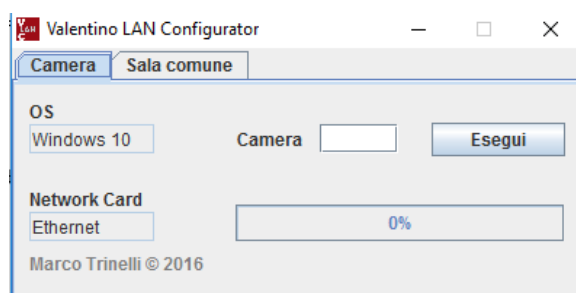 Valentino LAN Configurator
Camera Sala comune
OS
Windows 10 Camera Esegui
Network Card
Ethernet 0%
Marco Trinelli © 2016